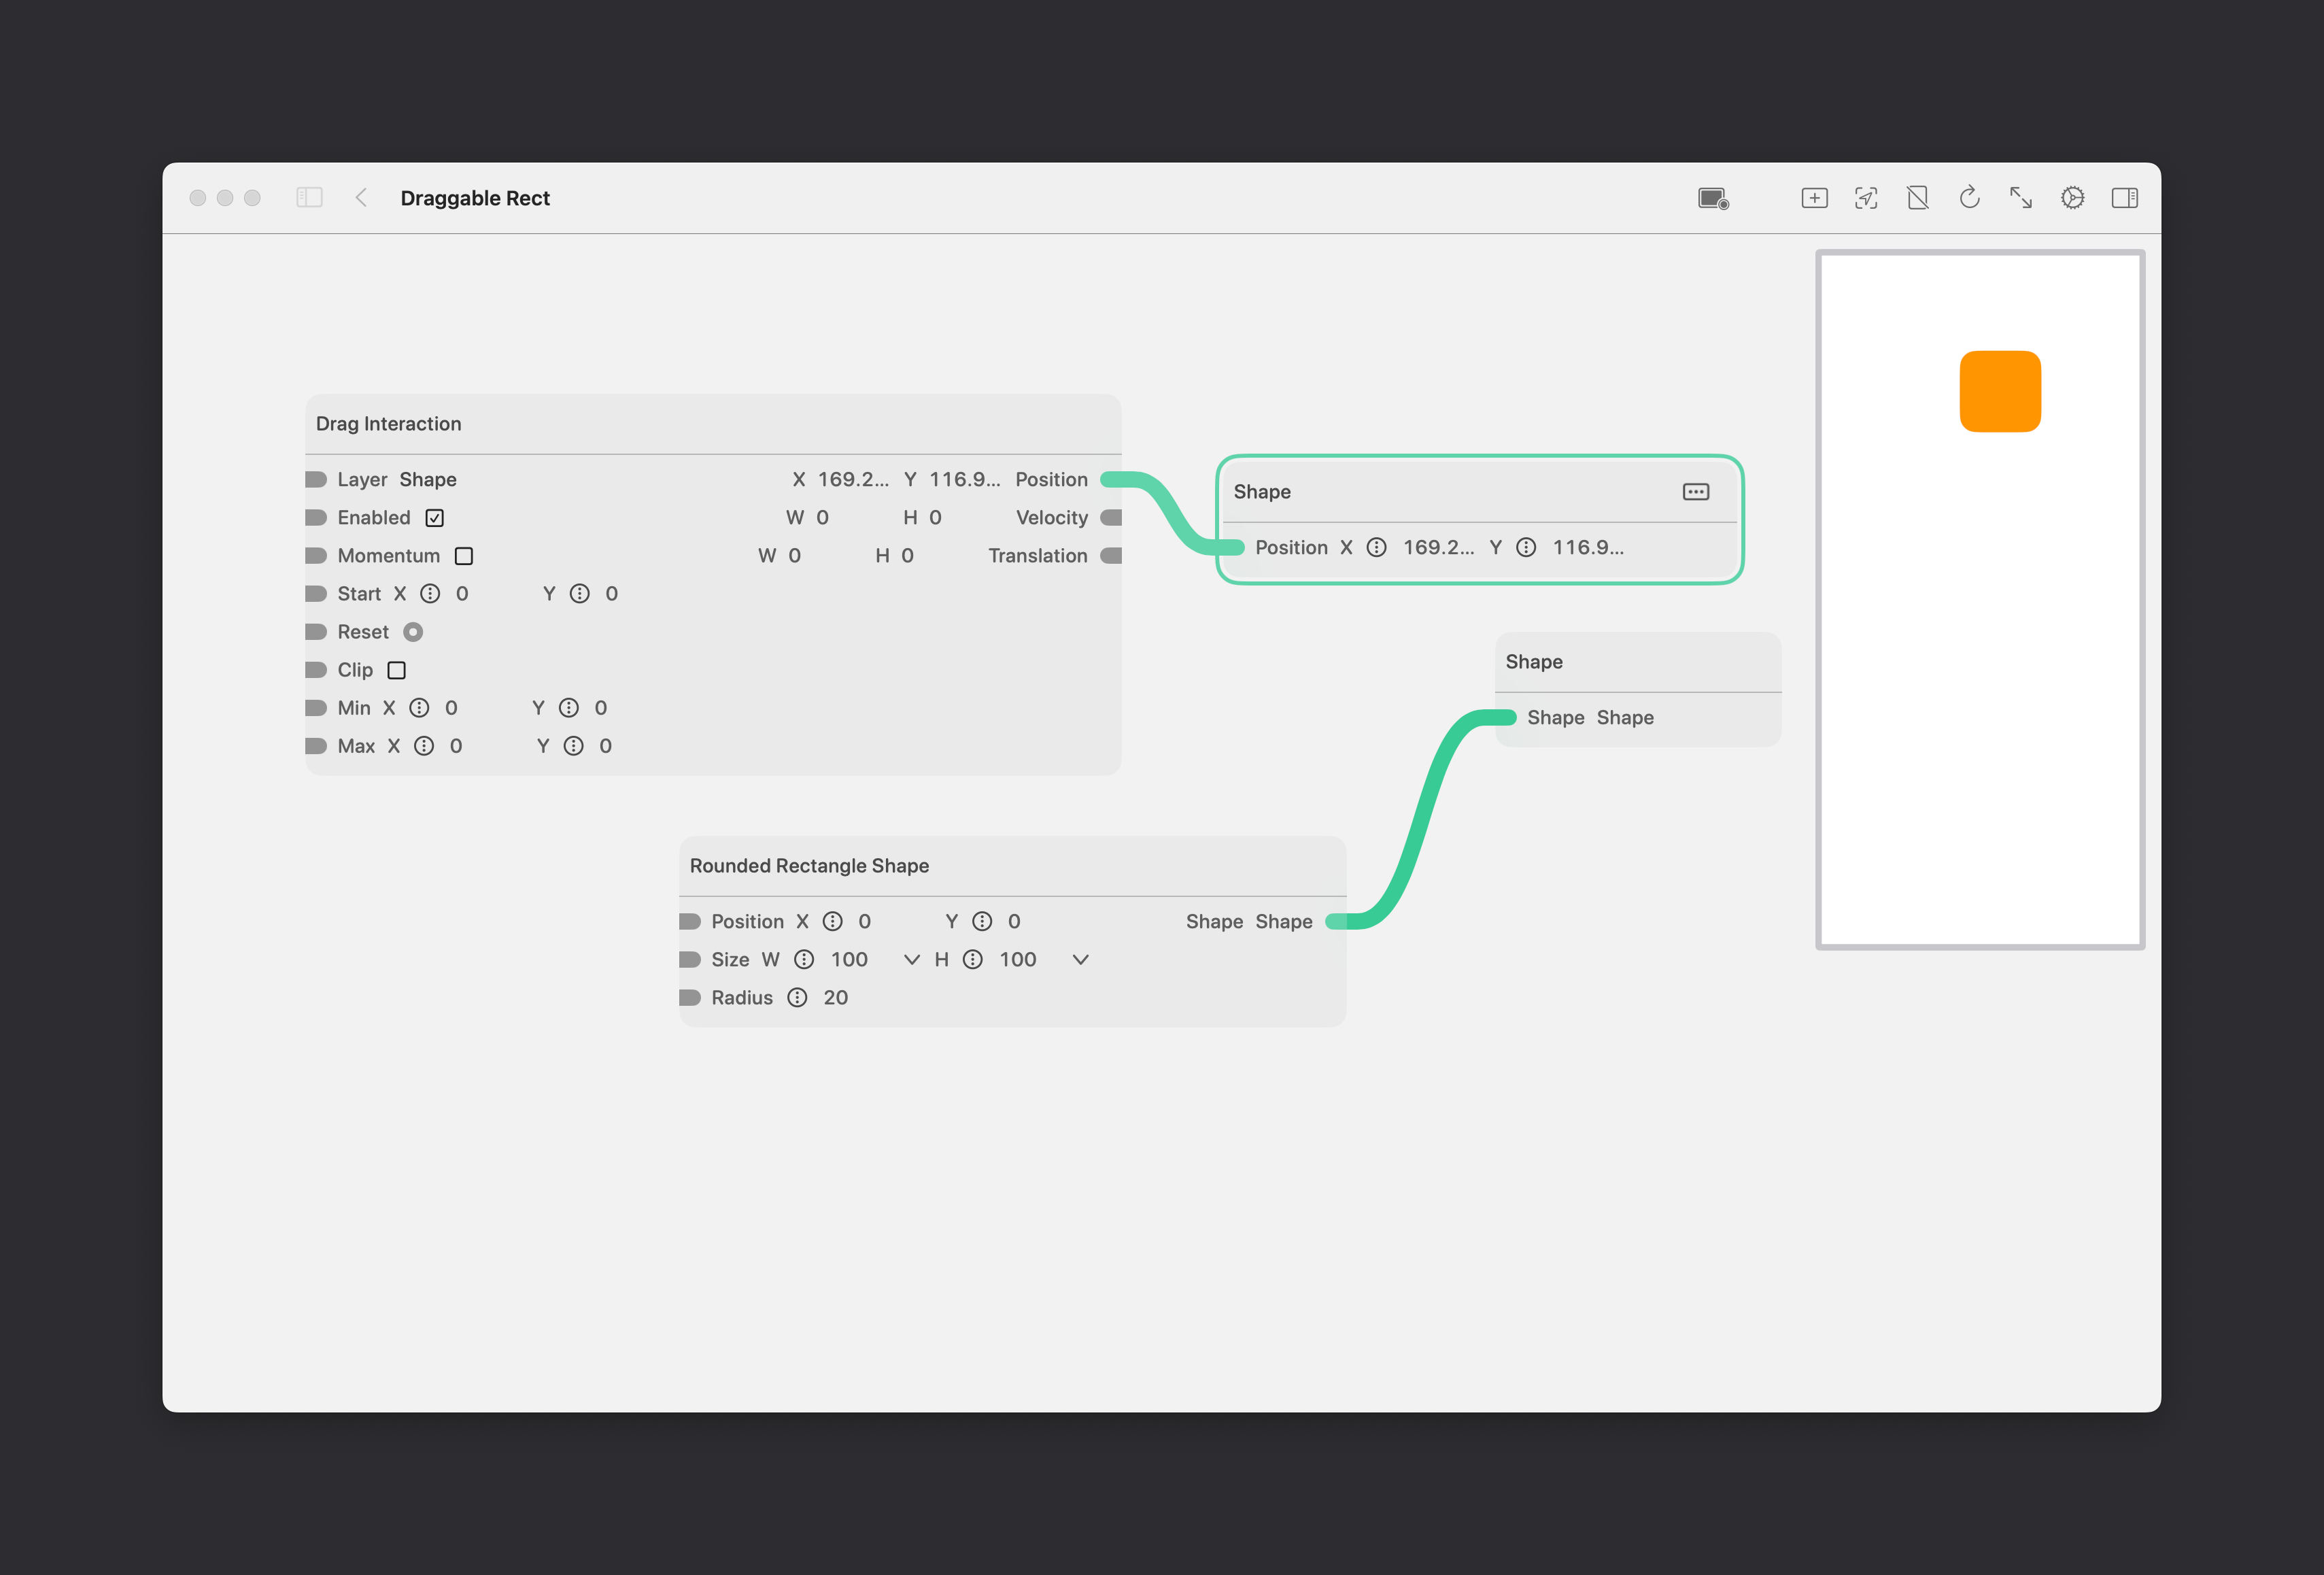 Draggable Rect
Drag Interaction
Layer Shape X 169.2... Y 116.9... Position
Enabled W 0 H 0 Velocity
Momentum W 0 H 0 Translation
Start X 0 Y 0
Reset
Clip
Min X 0 Y 0
Max X 0 Y 0
Shape
Position X 169.2... Y 116.9...
Shape
Shape Shape
Rounded Rectangle Shape
Position X 0 Y 0 Shape Shape
Size W 100 H 100
Radius 20